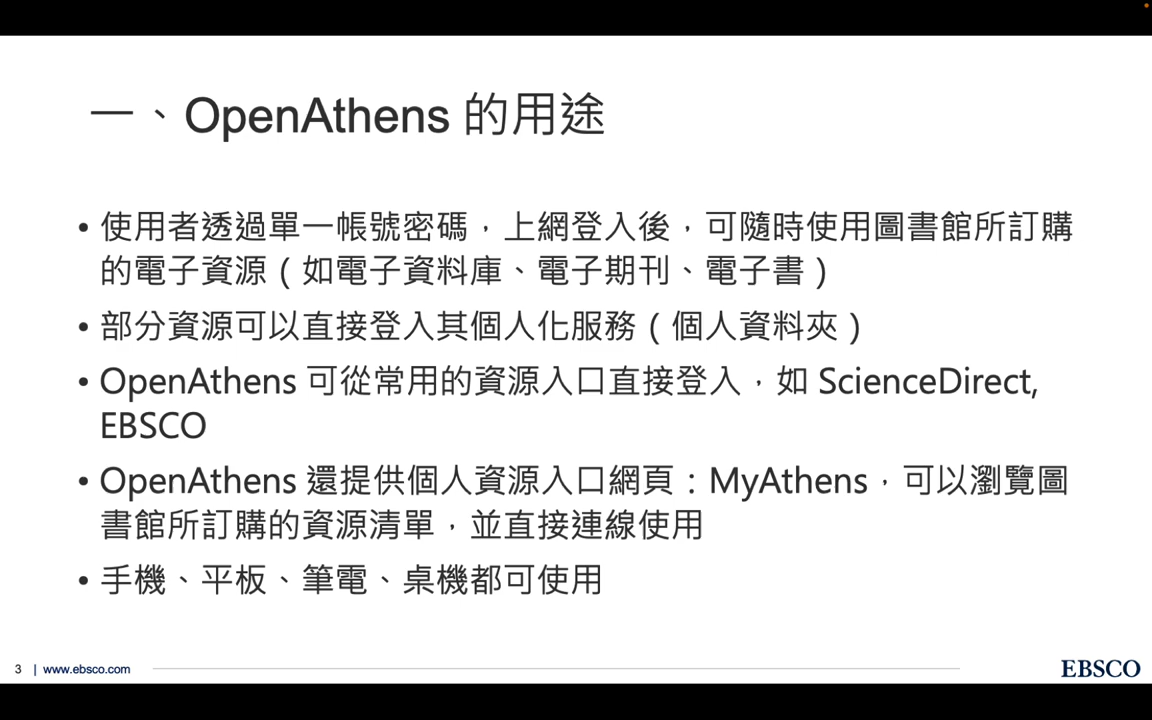 一、OpenAthens 的用途
• 使用者透過單一帳號密碼，上網登入後，可隨時使用圖書館所訂購
的電子資源（如電子資料庫、電子期刊、電子書）
• 部分資源可以直接登入其個人化服務（個人資料夾）
• OpenAthens 可從常用的資源入口直接登入，如 ScienceDirect,
EBSCO
• OpenAthens 還提供個人資源入口網頁：MyAthens，可以瀏覽圖
書館所訂購的資源清單，並直接連線使用
• 手機、平板、筆電、桌機都可使用
3 | www.ebsco.com
EBSCO